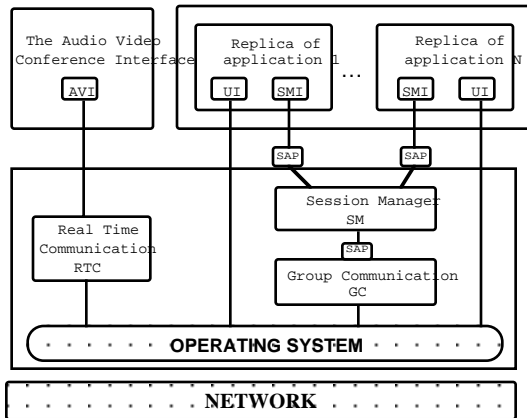 The Audio Video
Conference Interface
AVI
Replica of
application 1
UI
SMI
...
Replica of
application N
SMI
UI
SAP
SAP
Session Manager
SM
Real Time
Communication
RTC
SAP
Group Communication
GC
OPERATING SYSTEM
NETWORK